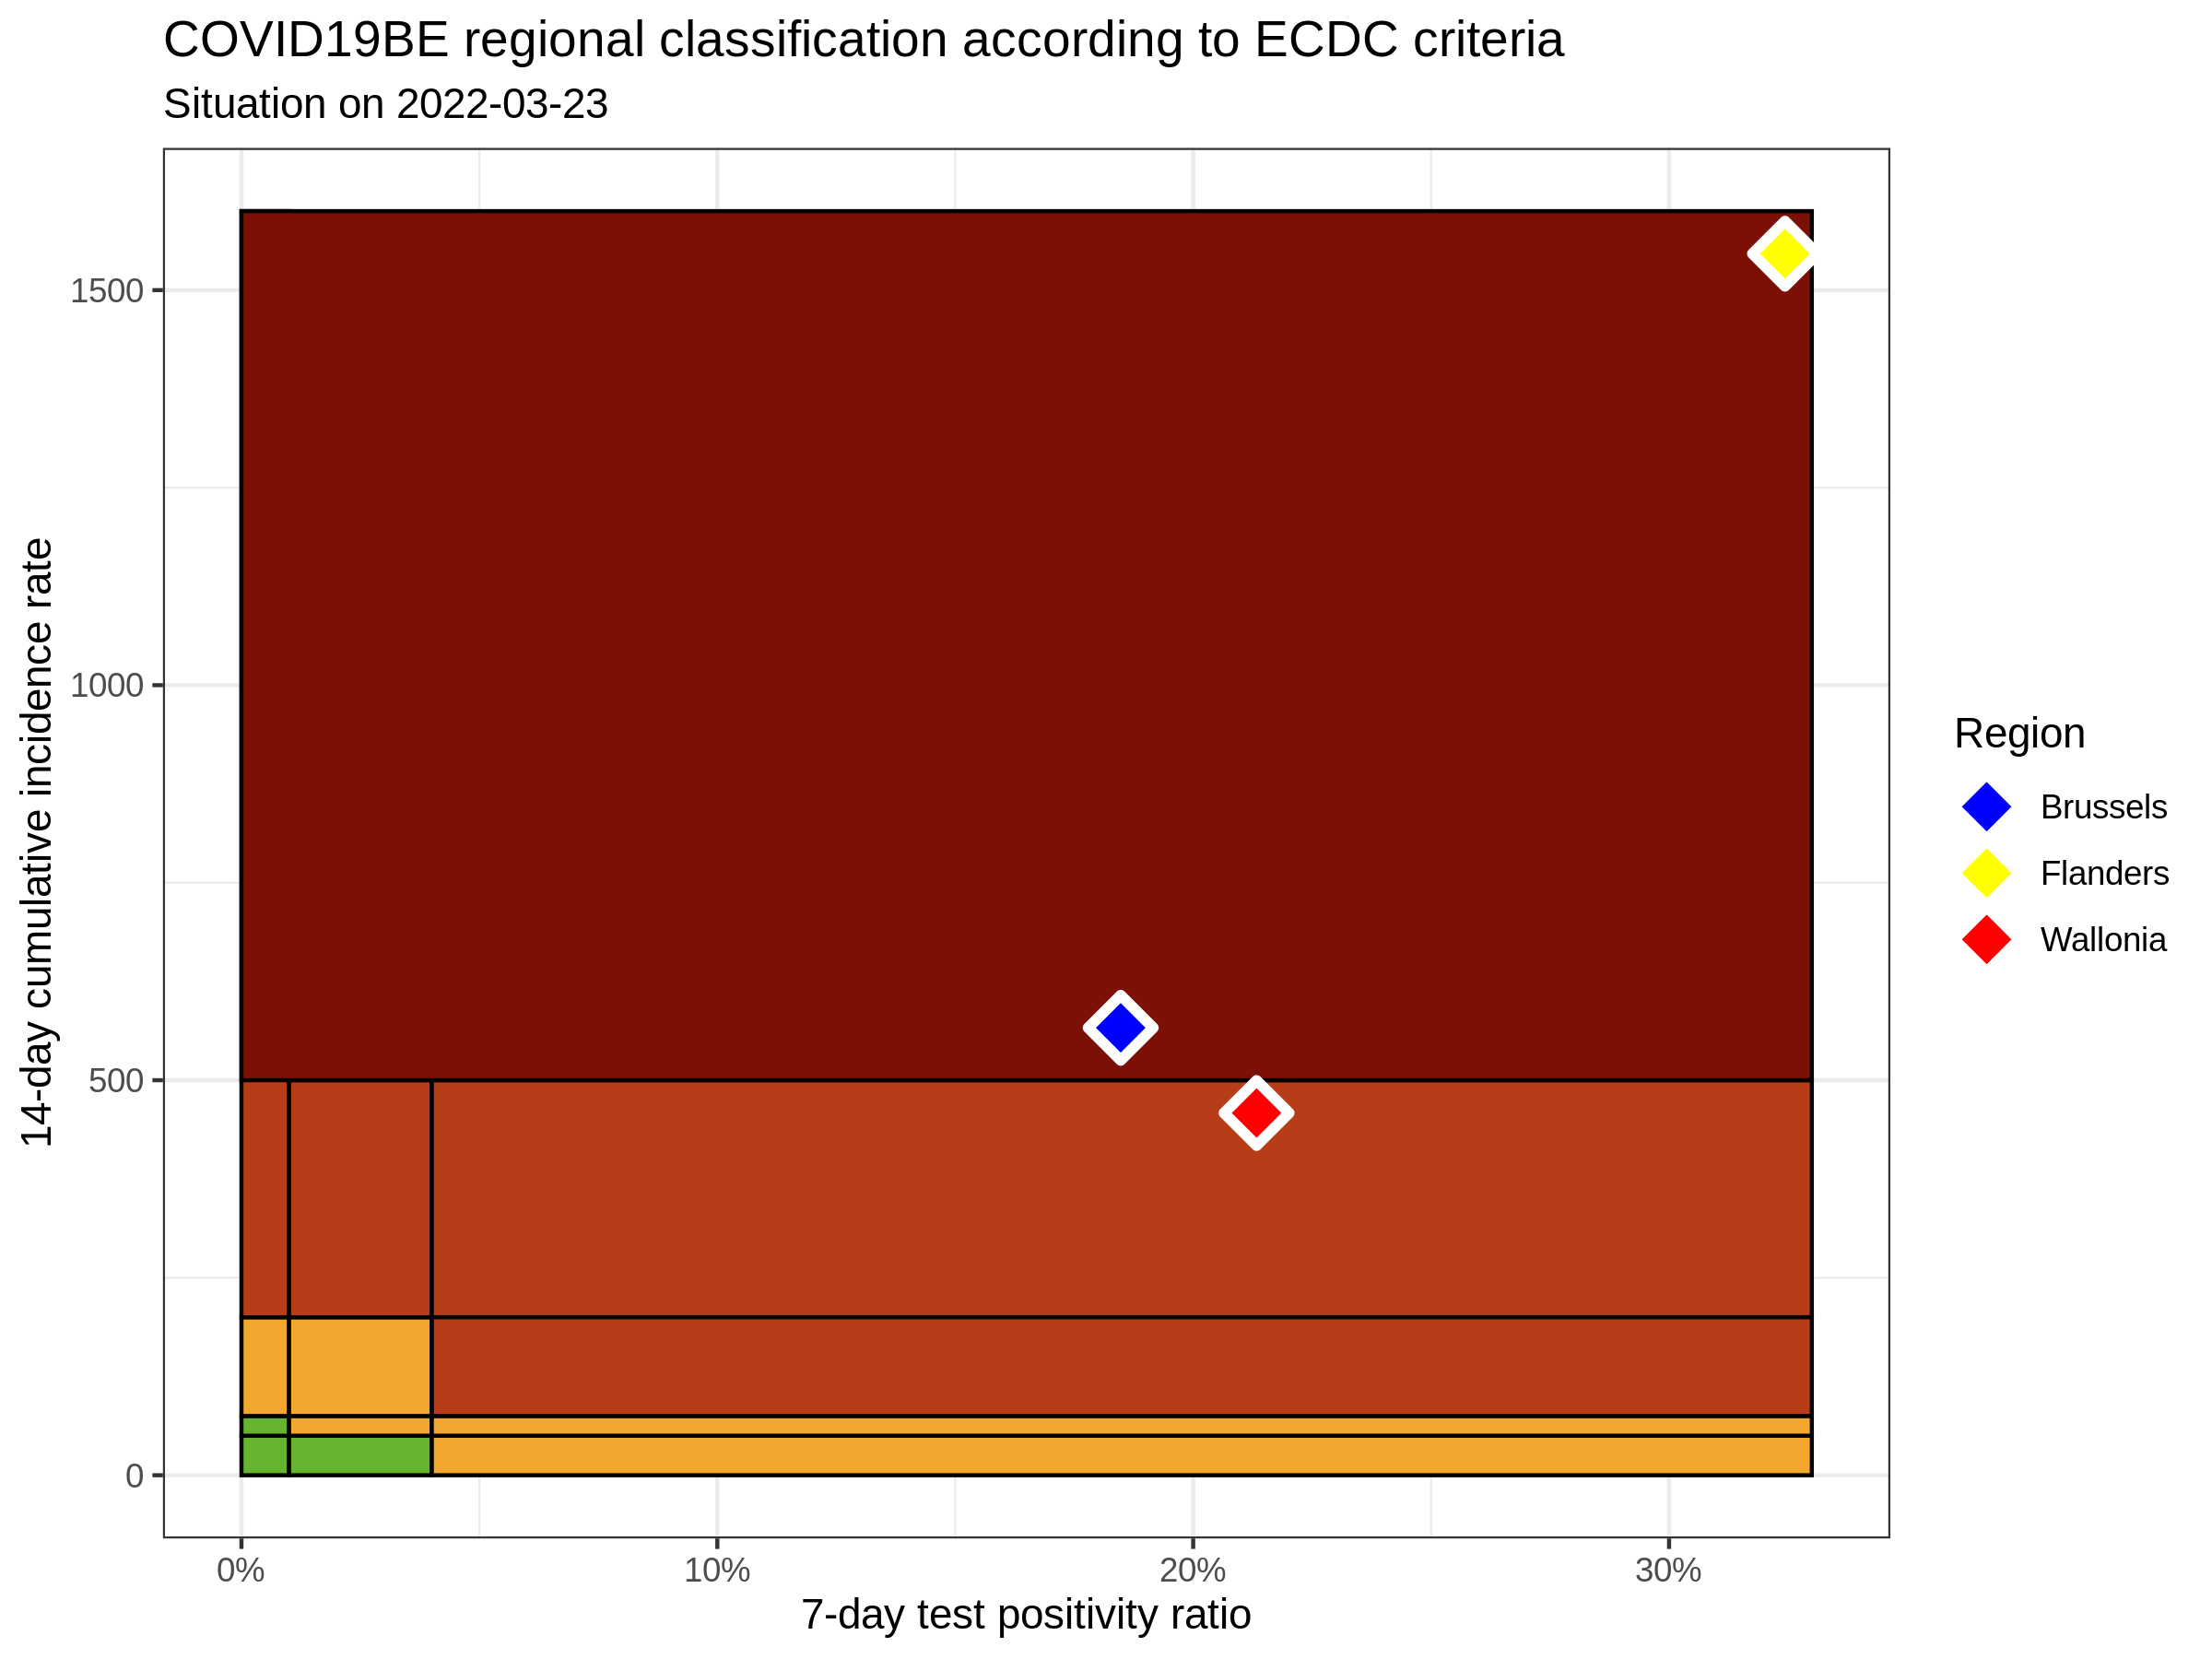 COVID19BE regional classification according to ECDC criteria
Situation on 2022-03-23
14-day cumulative incidence rate
1500
1000
500
0
0%
10%
20%
30%
7-day test positivity ratio
Region
Brussels
Flanders
Wallonia